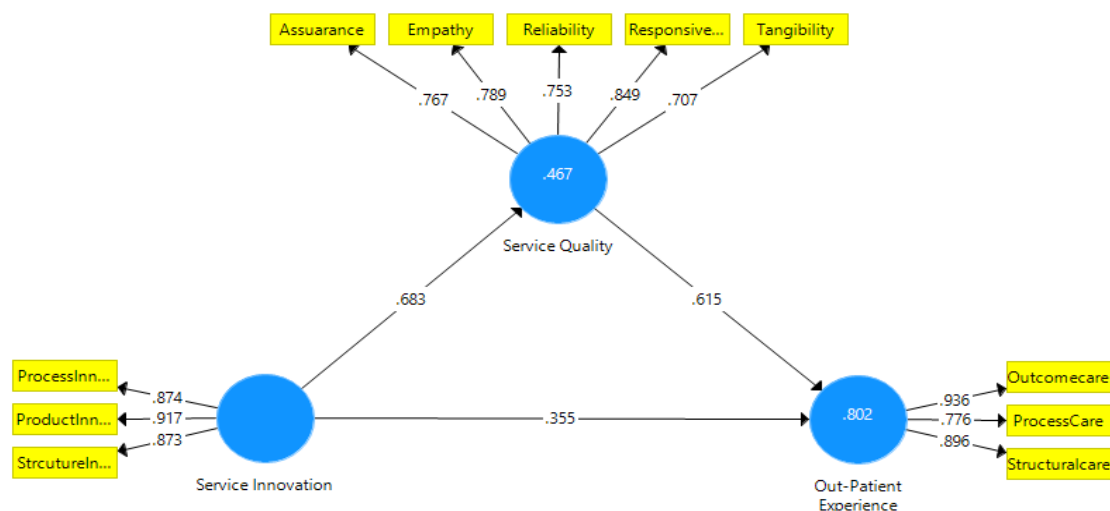 Assuarance
Empathy
Reliability
Responsive...
Tangibility
.767
.789
.753
.849
.707
.467
Service Quality
.683
.615
ProcessInn...
ProductInn...
StrcutureIn...
.874
.917
.873
Service Innovation
.355
.802
Out-Patient
Experience
.936
.776
.896
Outcomecare
ProcessCare
Structuralcare